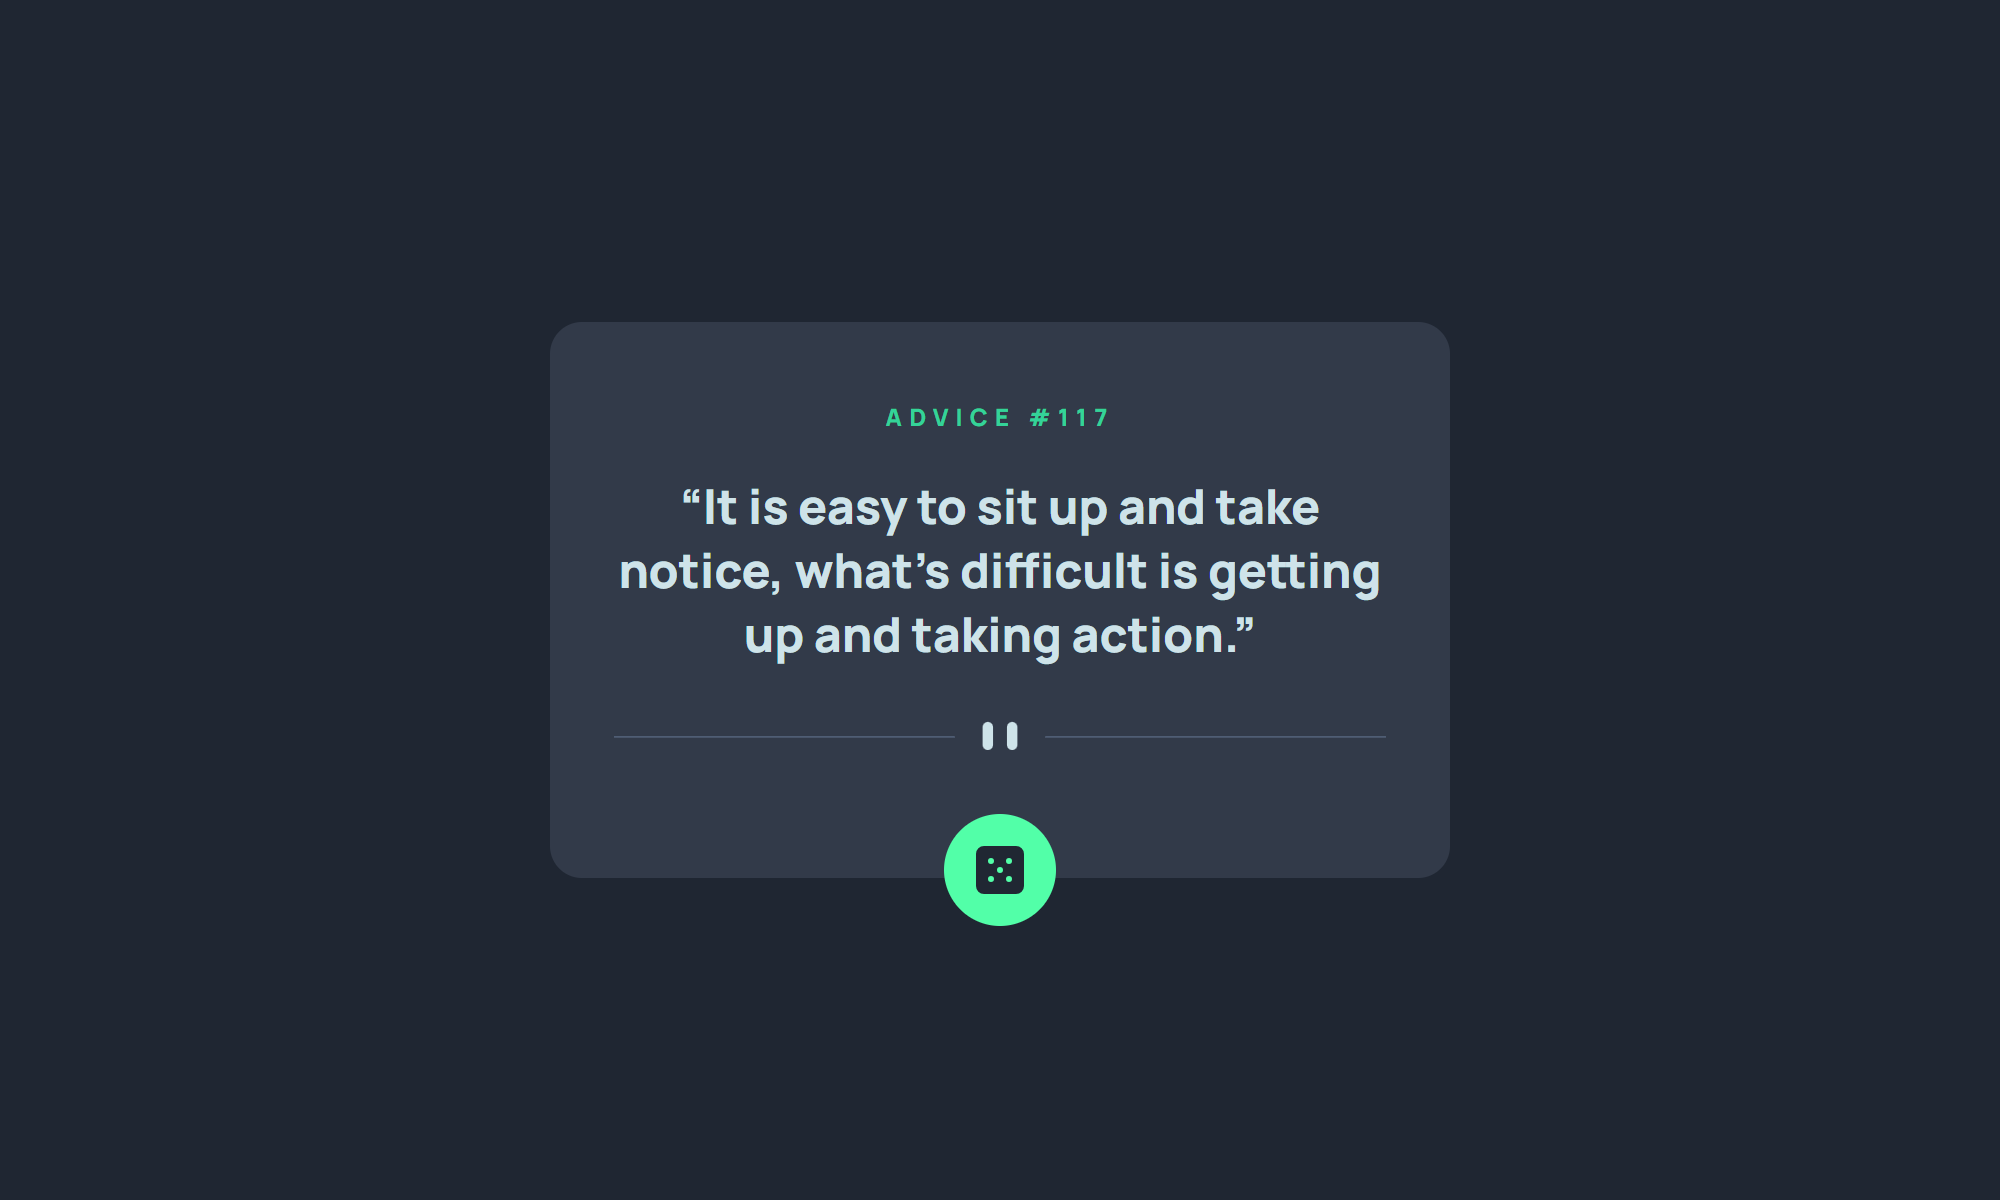 ADVICE #117
“It is easy to sit up and take
notice, what’s difficult is getting
up and taking action.”